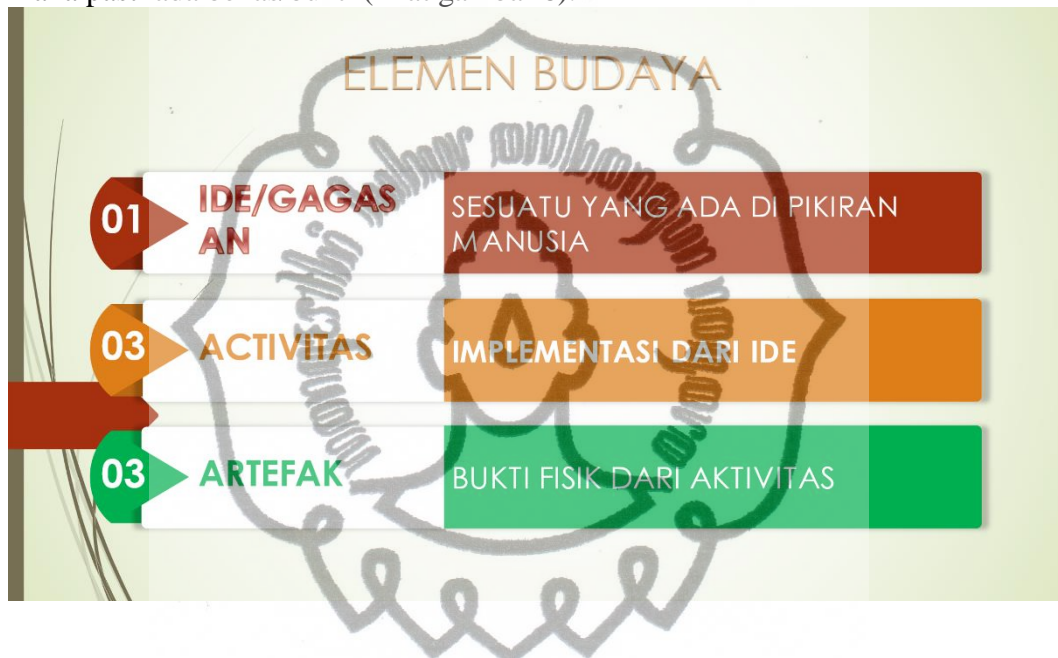 ELEMEN BUDAYA
01
IDE/GAGAS
AN
SESUATU YANG ADA DI PIKIRAN
MANUSIA
03
ACTIVITAS
IMPLEMENTASI DARI IDE
03
ARTEFAK
BUKTI FISIK DARI AKTIVITAS